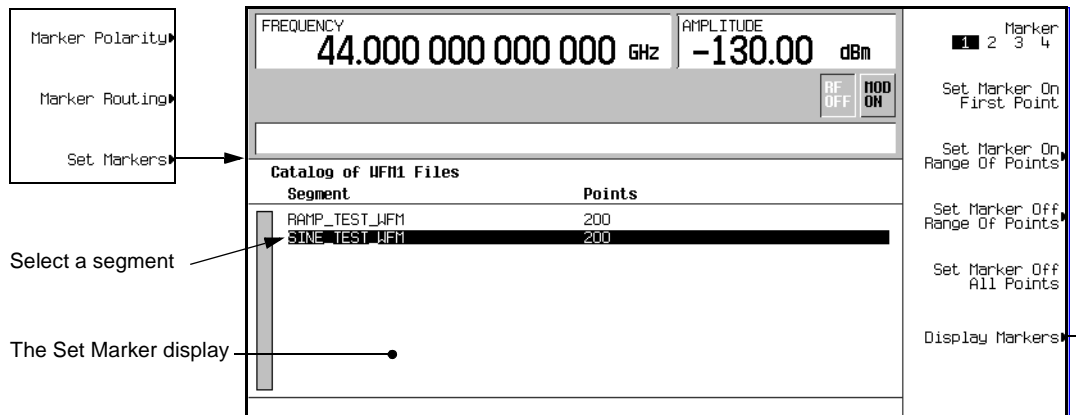 Marker Polarity
Marker Routing
Set Markers
Select a segment
The Set Marker display
FREQUENCY
44.000 000 000 000 GHz
AMPLITUDE
-130.00 dBm
RF OFF
MOD ON
Catalog of WFM1 Files
Segment Points
RAMP_TEST_WFM 200
SINE_TEST_WFM 200
Marker
1 2 3 4
Set Marker On
First Point
Set Marker On
Range Of Points
Set Marker Off
Range Of Points
Set Marker Off
All Points
Display Markers